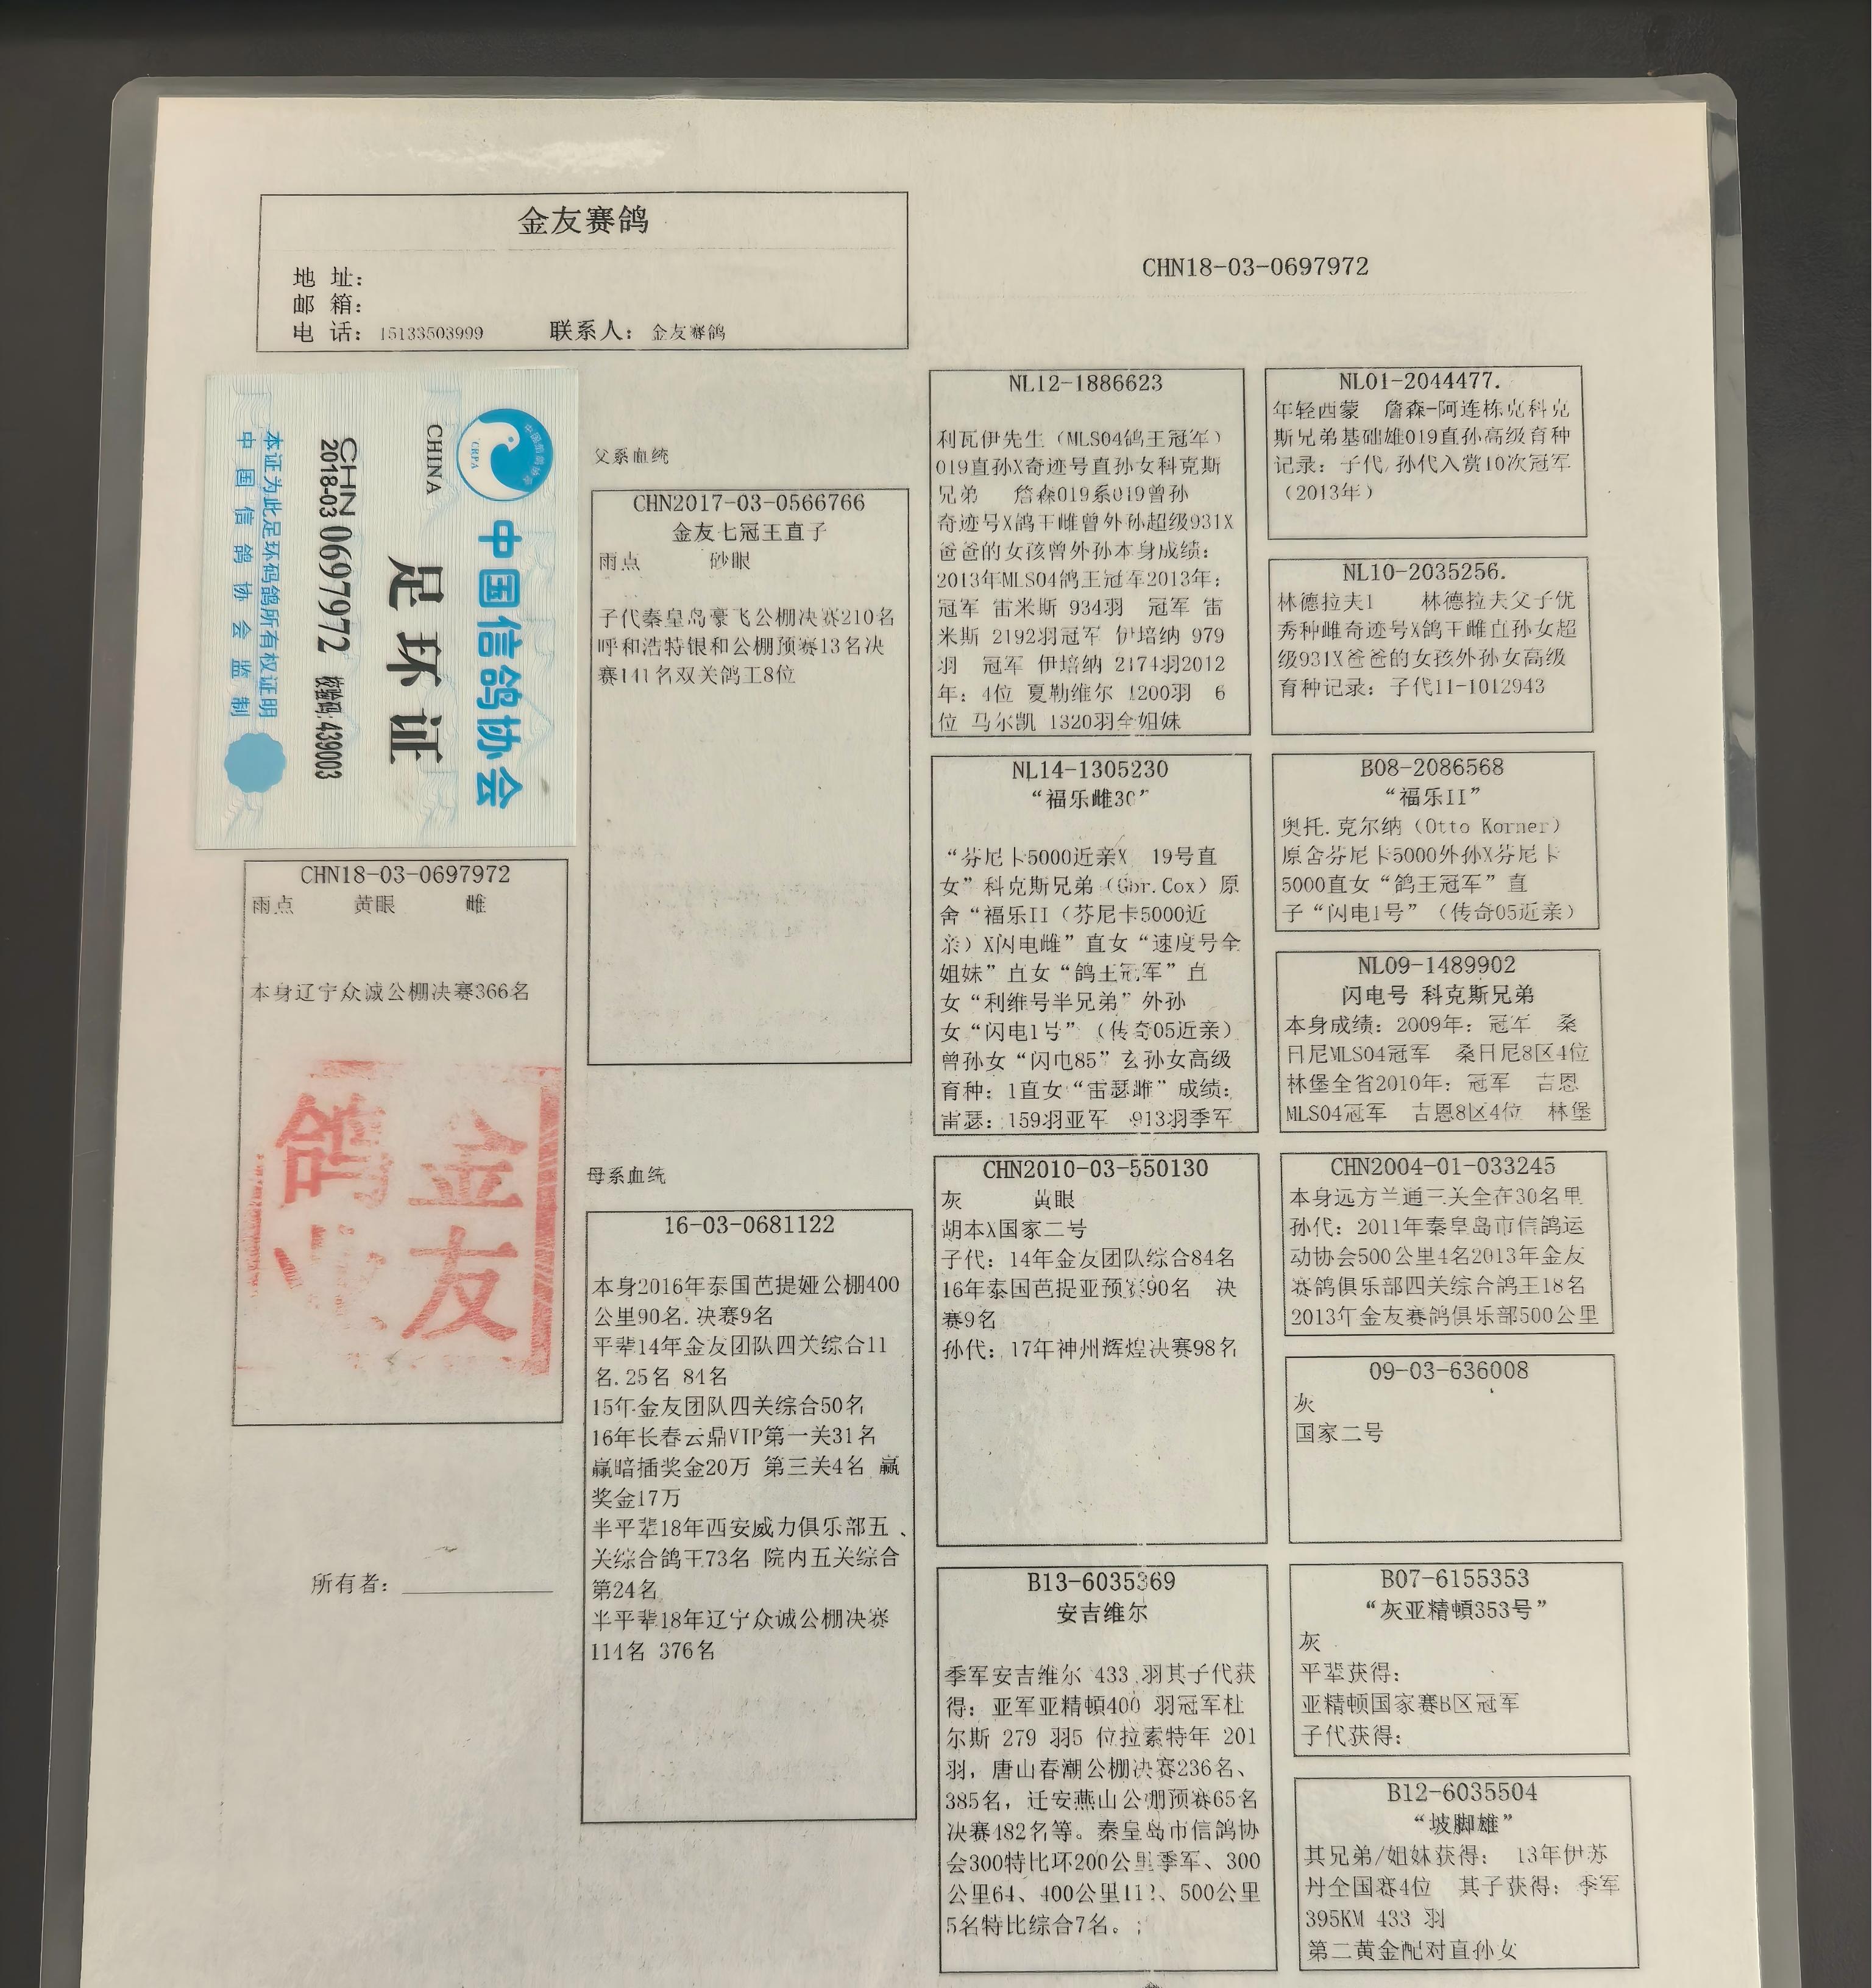 金友赛鸽
地 址：
邮 箱：
电 话： 15133503999 联系人： 金友赛鸽
CHN18-03-0697972
中国信鸽协会
CRPA
CHINA
足环证
CHN
2018-03 0697972 校验码：439003
本证为此足环码鸽所有权证明
中国信鸽协会监制
CHN18-03-0697972
雨点 黄眼 雌
本身辽宁众诚公棚决赛366名
金友
鸽
所有者：
父系血统
CHN2017-03-0566766
金友七冠王直子
雨点 砂眼
子代秦皇岛豪飞公棚决赛210名
呼和浩特银和公棚预赛13名决
赛141名双关鸽王8位
母系血统
16-03-0681122
本身2016年泰国芭提娅公棚400
公里90名.决赛9名
平辈14年金友团队四关综合11
名.25名 84名
15年金友团队四关综合50名
16年长春云鼎VIP第一关31名
赢暗插奖金20万 第三关4名 赢
奖金17万
半平辈18年西安威力俱乐部五、
关综合鸽王73名 院内五关综合
第24名
半平辈18年辽宁众诚公棚决赛
114名 376名
NL12-1886623
利瓦伊先生（MLS04鸽王冠军）
019直孙X奇迹号直孙女科克斯
兄弟 詹森019系019曾孙
奇迹号X鸽王雌曾外孙超级931X
爸爸的女孩曾外孙本身成绩：
2013年MLS04鸽王冠军2013年：
冠军 雷米斯 934羽 冠军 雷
米斯 2192羽冠军 伊培纳 979
羽 冠军 伊培纳 2174羽2012
年：4位 夏勒维尔 1200羽 6
位 马尔凯 1320羽全姐妹
NL14-1305230
“福乐雌30”
“芬尼卡5000近亲X 19号直
女”科克斯兄弟（Gbr.Cox）原
舍“福乐II（芬尼卡5000近
亲）X闪电雌”直女“速度号全
姐妹”直女“鸽王冠军”直
女“利维号半兄弟”外孙
女“闪电1号”（传奇05近亲）
曾孙女“闪电85”玄孙女高级
育种：1直女“雷瑟雌”成绩：
雷瑟：159羽亚军 913羽季军
CHN2010-03-550130
灰 黄眼
胡本X国家二号
子代：14年金友团队综合84名
16年泰国芭提亚预赛90名 决
赛9名
孙代：17年神州辉煌决赛98名
B13-6035369
安吉维尔
季军安吉维尔 433 羽其子代获
得：亚军亚精頓400 羽冠军杜
尔斯 279 羽5 位拉索特年 201
羽，唐山春潮公棚决赛236名、
385名，迁安燕山公棚预赛65名
决赛482名等。秦皇岛市信鸽协
会300特比环200公里季军、300
公里64、400公里112、500公里
5名特比综合7名。；
NL01-2044477.
年轻西蒙 詹森-阿连栋克科克
斯兄弟基础雄019直孙高级育种
记录：子代/孙代入赏10次冠军
（2013年）
NL10-2035256.
林德拉夫1 林德拉夫父子优
秀种雌奇迹号X鸽王雌直孙女超
级931X爸爸的女孩外孙女高级
育种记录：子代11-1012943
B08-2086568
“福乐II”
奥托.克尔纳（Otto Korner）
原舍芬尼卡5000外孙X芬尼卡
5000直女“鸽王冠军”直
子“闪电1号”（传奇05近亲）
NL09-1489902
闪电号 科克斯兄弟
本身成绩：2009年：冠军 桑
日尼MLS04冠军 桑日尼8区4位
林堡全省2010年：冠军 吉恩
MLS04冠军 吉恩8区4位 林堡
CHN2004-01-033245
本身远方兰通三关全在30名里
孙代：2011年秦皇岛市信鸽运
动协会500公里4名2013年金友
赛鸽俱乐部四关综合鸽王18名
2013年金友赛鸽俱乐部500公里
09-03-636008
灰
国家二号
B07-6155353
“灰亚精頓353号”
灰
平辈获得：
亚精顿国家赛B区冠军
子代获得：
B12-6035504
“坡脚雄”
其兄弟/姐妹获得： 13年伊苏
丹全国赛4位 其子获得：季军
395KM 433 羽
第二黄金配对直孙女